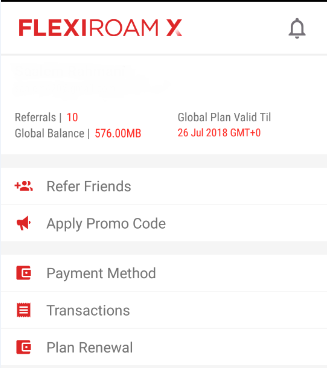 FLEXIROAM X
Referrals | 10
Global Plan Valid Til
Global Balance | 576.00MB
26 Jul 2018 GMT+0
Refer Friends
Apply Promo Code
Payment Method
Transactions
Plan Renewal